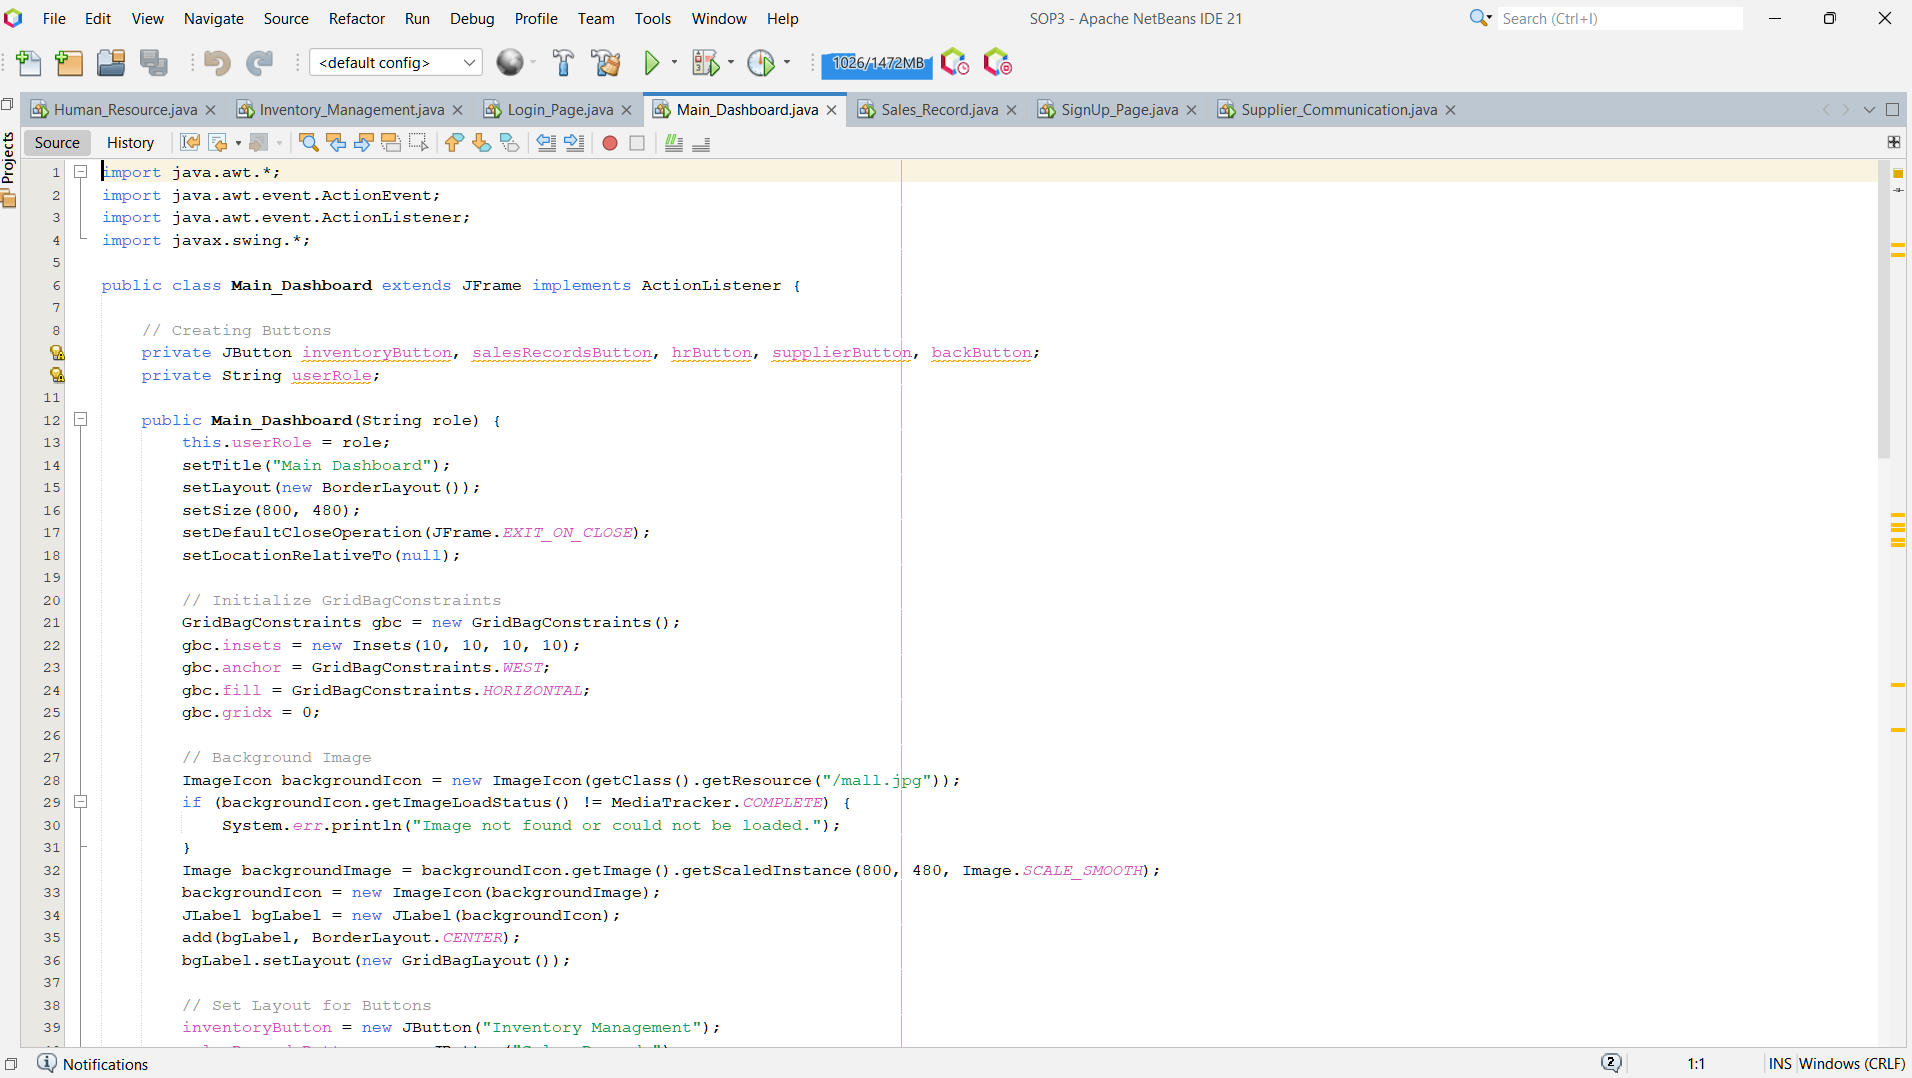 File Edit View Navigate Source Refactor Run Debug Profile Team Tools Window Help SOP3 - Apache NetBeans IDE 21 Search (Ctrl+I)
<default config> 1026/1472MB
Human_Resource.java Inventory_Management.java Login_Page.java Main_Dashboard.java Sales_Record.java SignUp_Page.java Supplier_Communication.java
Projects
Source History
1 import java.awt.*;
2 import java.awt.event.ActionEvent;
3 import java.awt.event.ActionListener;
4 import javax.swing.*;
5
6 public class Main_Dashboard extends JFrame implements ActionListener {
7
8 // Creating Buttons
private JButton inventoryButton, salesRecordsButton, hrButton, supplierButton, backButton;
private String userRole;
11
12 public Main_Dashboard(String role) {
13 this.userRole = role;
14 setTitle("Main Dashboard");
15 setLayout(new BorderLayout());
16 setSize(800, 480);
17 setDefaultCloseOperation(JFrame.EXIT_ON_CLOSE);
18 setLocationRelativeTo(null);
19
20 // Initialize GridBagConstraints
21 GridBagConstraints gbc = new GridBagConstraints();
22 gbc.insets = new Insets(10, 10, 10, 10);
23 gbc.anchor = GridBagConstraints.WEST;
24 gbc.fill = GridBagConstraints.HORIZONTAL;
25 gbc.gridx = 0;
26
27 // Background Image
28 ImageIcon backgroundIcon = new ImageIcon(getClass().getResource("/mall.jpg"));
29 if (backgroundIcon.getImageLoadStatus() != MediaTracker.COMPLETE) {
30 System.err.println("Image not found or could not be loaded.");
31 }
32 Image backgroundImage = backgroundIcon.getImage().getScaledInstance(800, 480, Image.SCALE_SMOOTH);
33 backgroundIcon = new ImageIcon(backgroundImage);
34 JLabel bgLabel = new JLabel(backgroundIcon);
35 add(bgLabel, BorderLayout.CENTER);
36 bgLabel.setLayout(new GridBagLayout());
37
38 // Set Layout for Buttons
39 inventoryButton = new JButton("Inventory Management");
Notifications 2 1:1 INS Windows (CRLF)